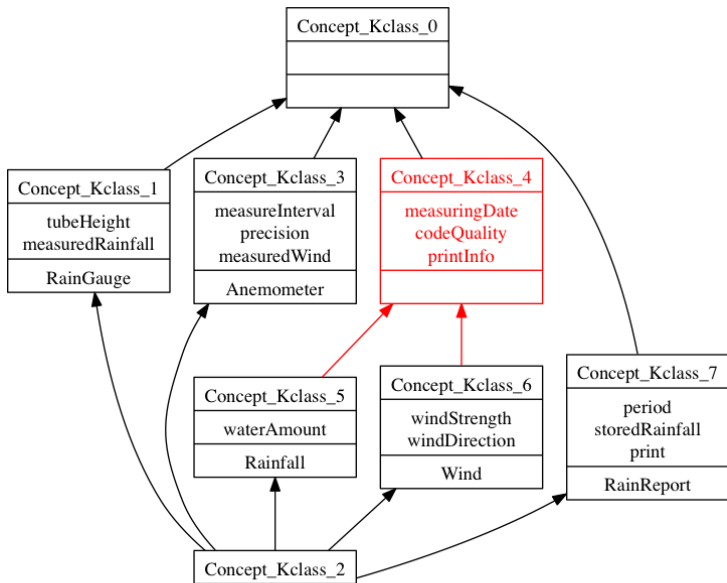 Concept_Kclass_0
Concept_Kclass_1
tubeHeight
measuredRainfall
RainGauge
Concept_Kclass_3
measureInterval
precision
measuredWind
Anemometer
Concept_Kclass_4
measuringDate
codeQuality
printInfo
Concept_Kclass_5
waterAmount
Rainfall
Concept_Kclass_6
windStrength
windDirection
Wind
Concept_Kclass_7
period
storedRainfall
print
RainReport
Concept_Kclass_2